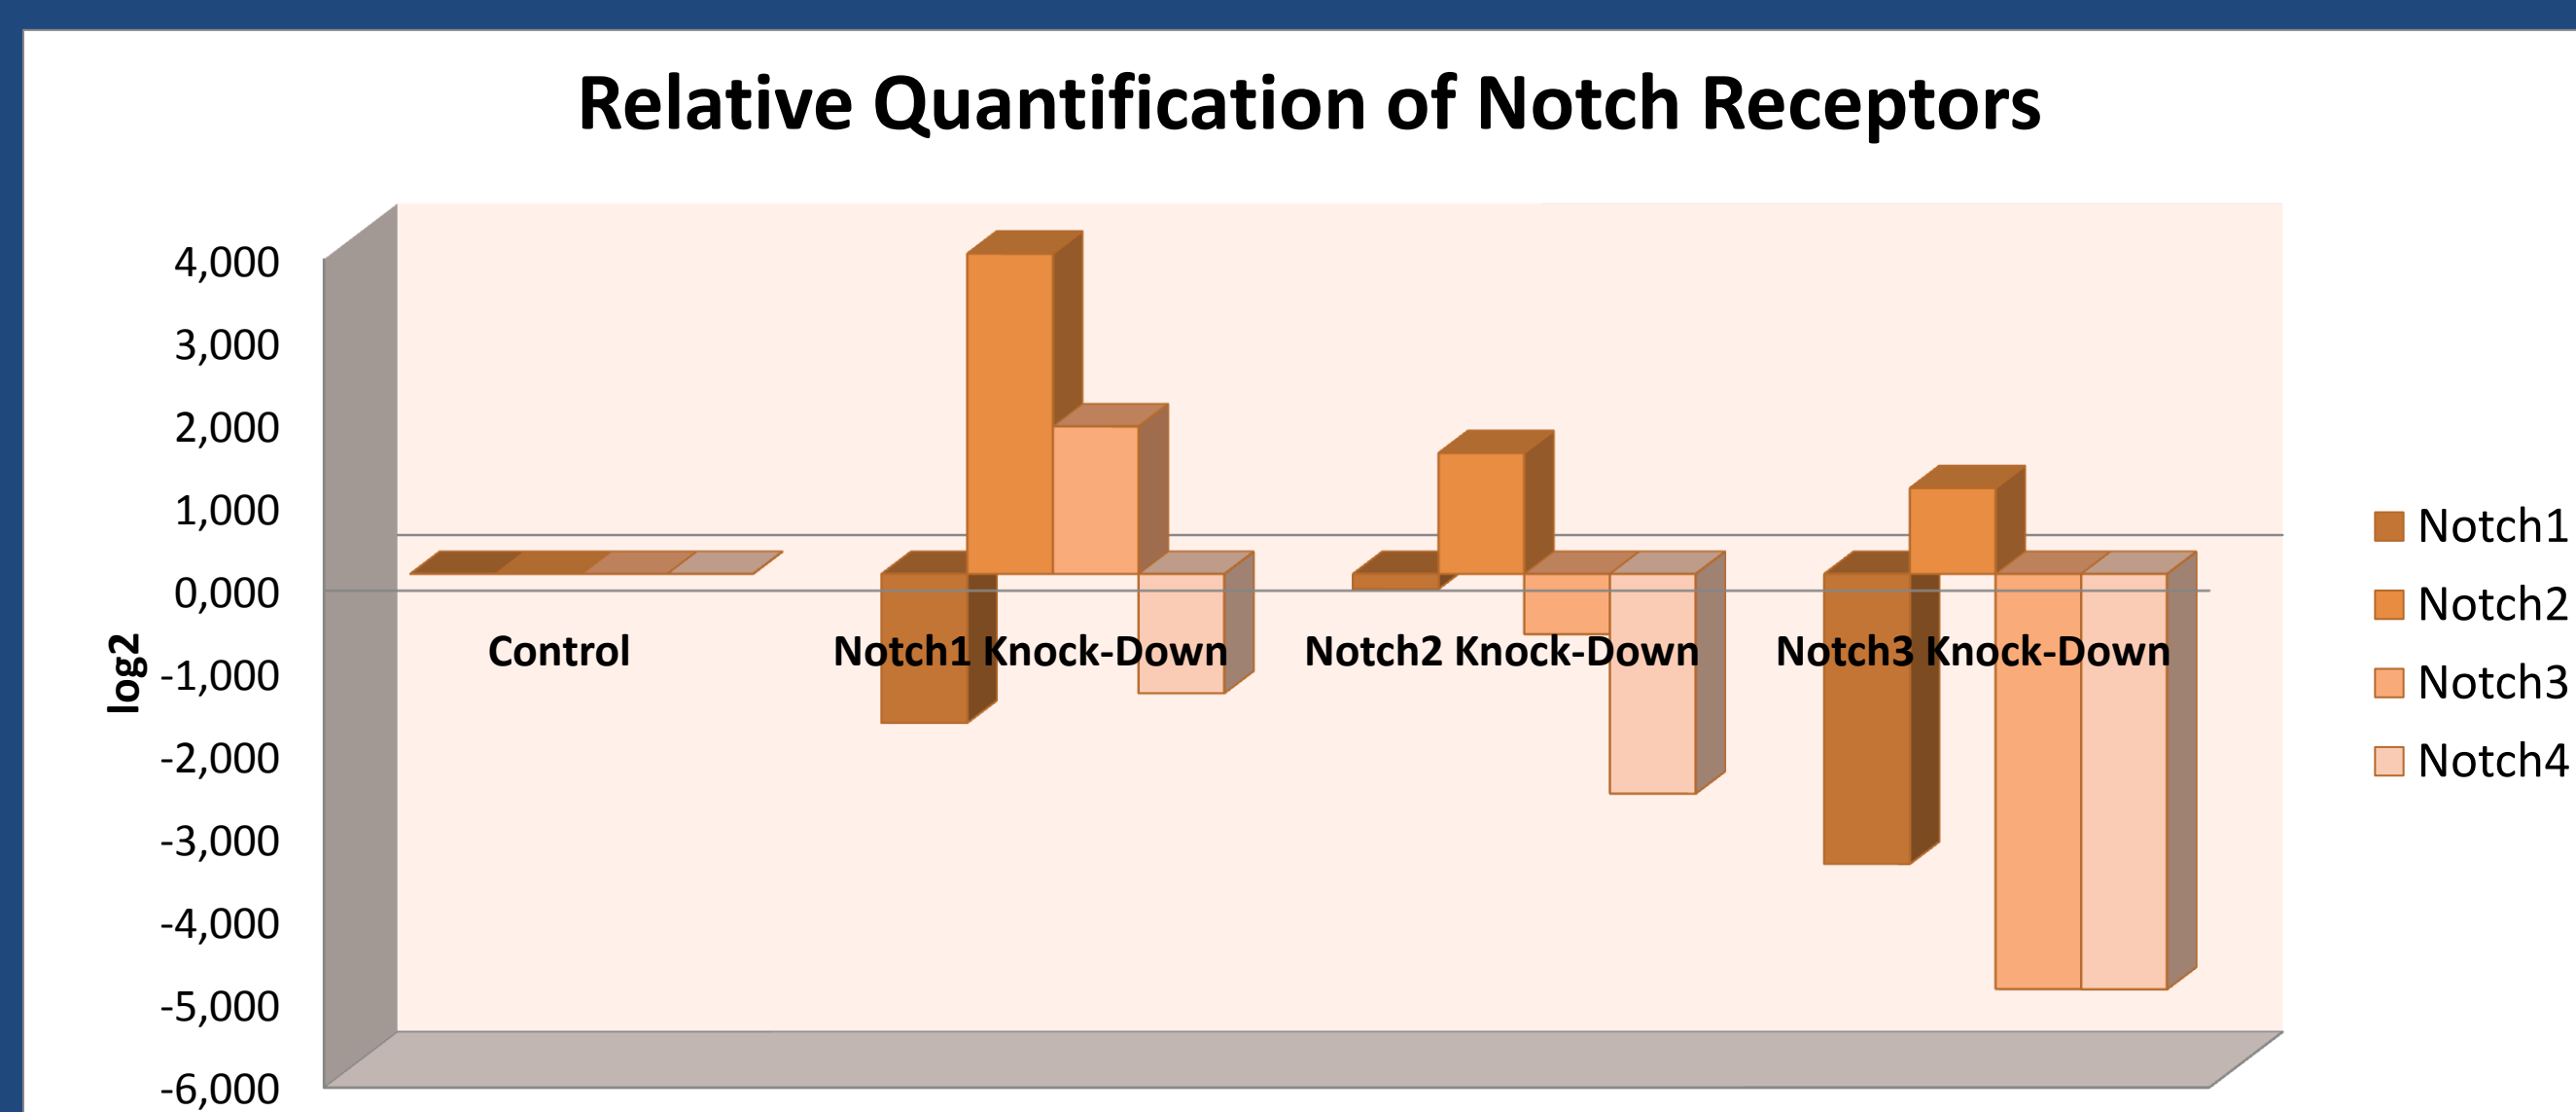 Relative Quantification of Notch Receptors
4,000
3,000
2,000
1,000
0,000
-1,000
-2,000
-3,000
-4,000
-5,000
-6,000
log2
Control
Notch1 Knock-Down
Notch2 Knock-Down
Notch3 Knock-Down
Notch1
Notch2
Notch3
Notch4